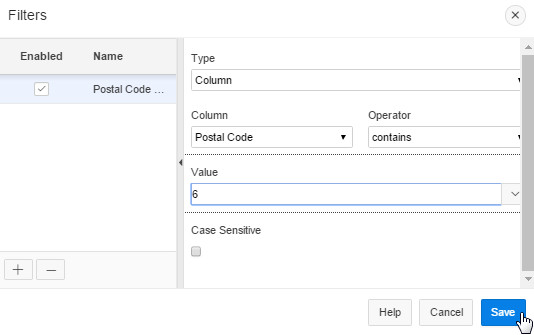 Filters
Enabled Name
Postal Code ...
Type
Column
Column Operator
Postal Code contains
Value
6
Case Sensitive
Help Cancel Save